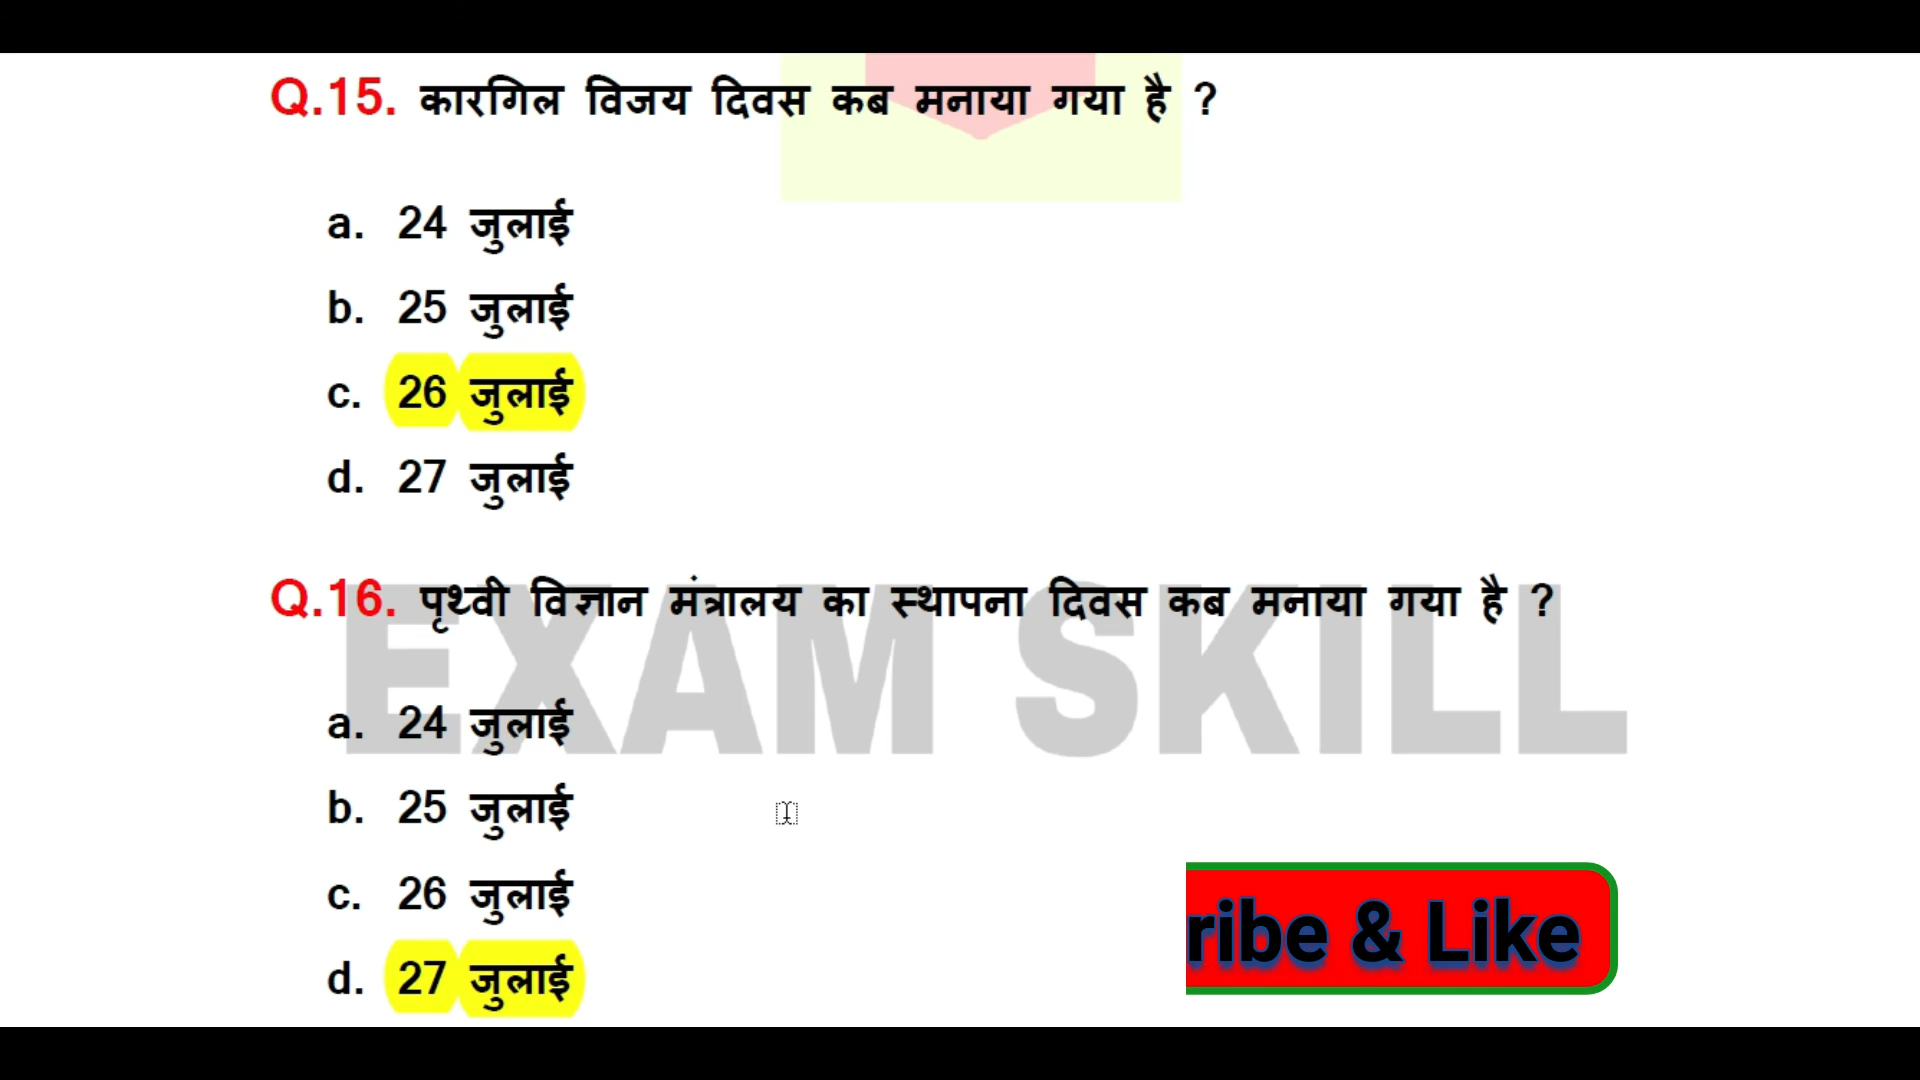 Q.15. कारगिल विजय दिवस कब मनाया गया है ?
a. 24 जुलाई
b. 25 जुलाई
c. 26 जुलाई
d. 27 जुलाई
Q.16. पृथ्वी विज्ञान मंत्रालय का स्थापना दिवस कब मनाया गया है ?
EXAM SKILL
a. 24 जुलाई
b. 25 जुलाई
c. 26 जुलाई
d. 27 जुलाई
ribe & Like